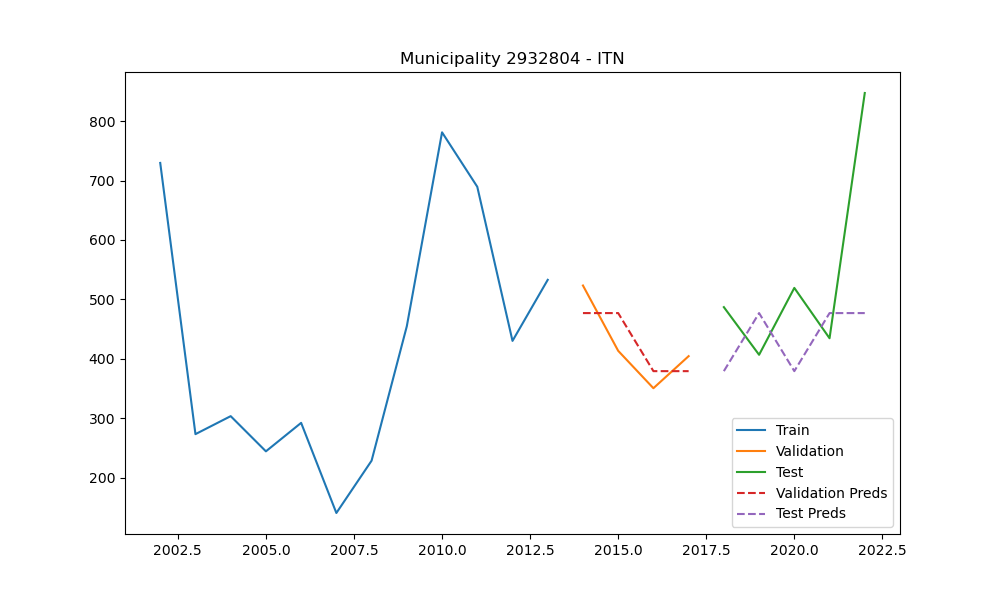 Municipality 2932804 - ITN
800
700
600
500
400
300
200
2002.5 2005.0 2007.5 2010.0 2012.5 2015.0 2017.5 2020.0 2022.5
Train
Validation
Test
Validation Preds
Test Preds